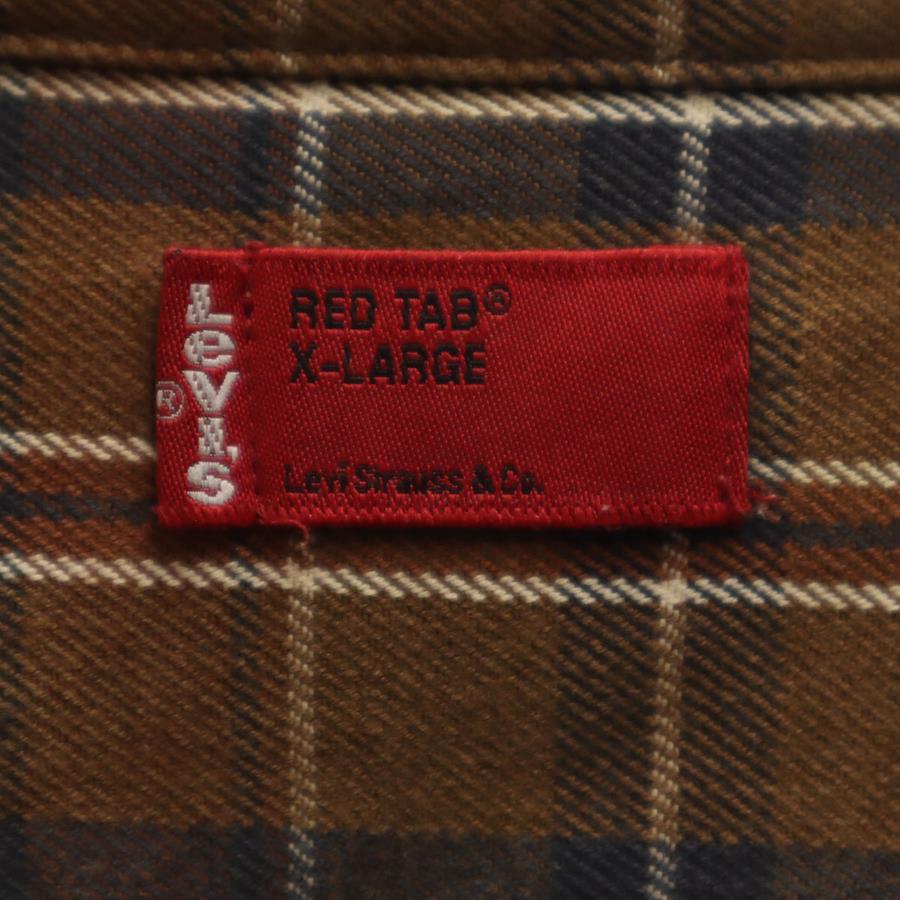 LEVI'S
®
RED TAB®
X-LARGE
Levi Strauss & Co.